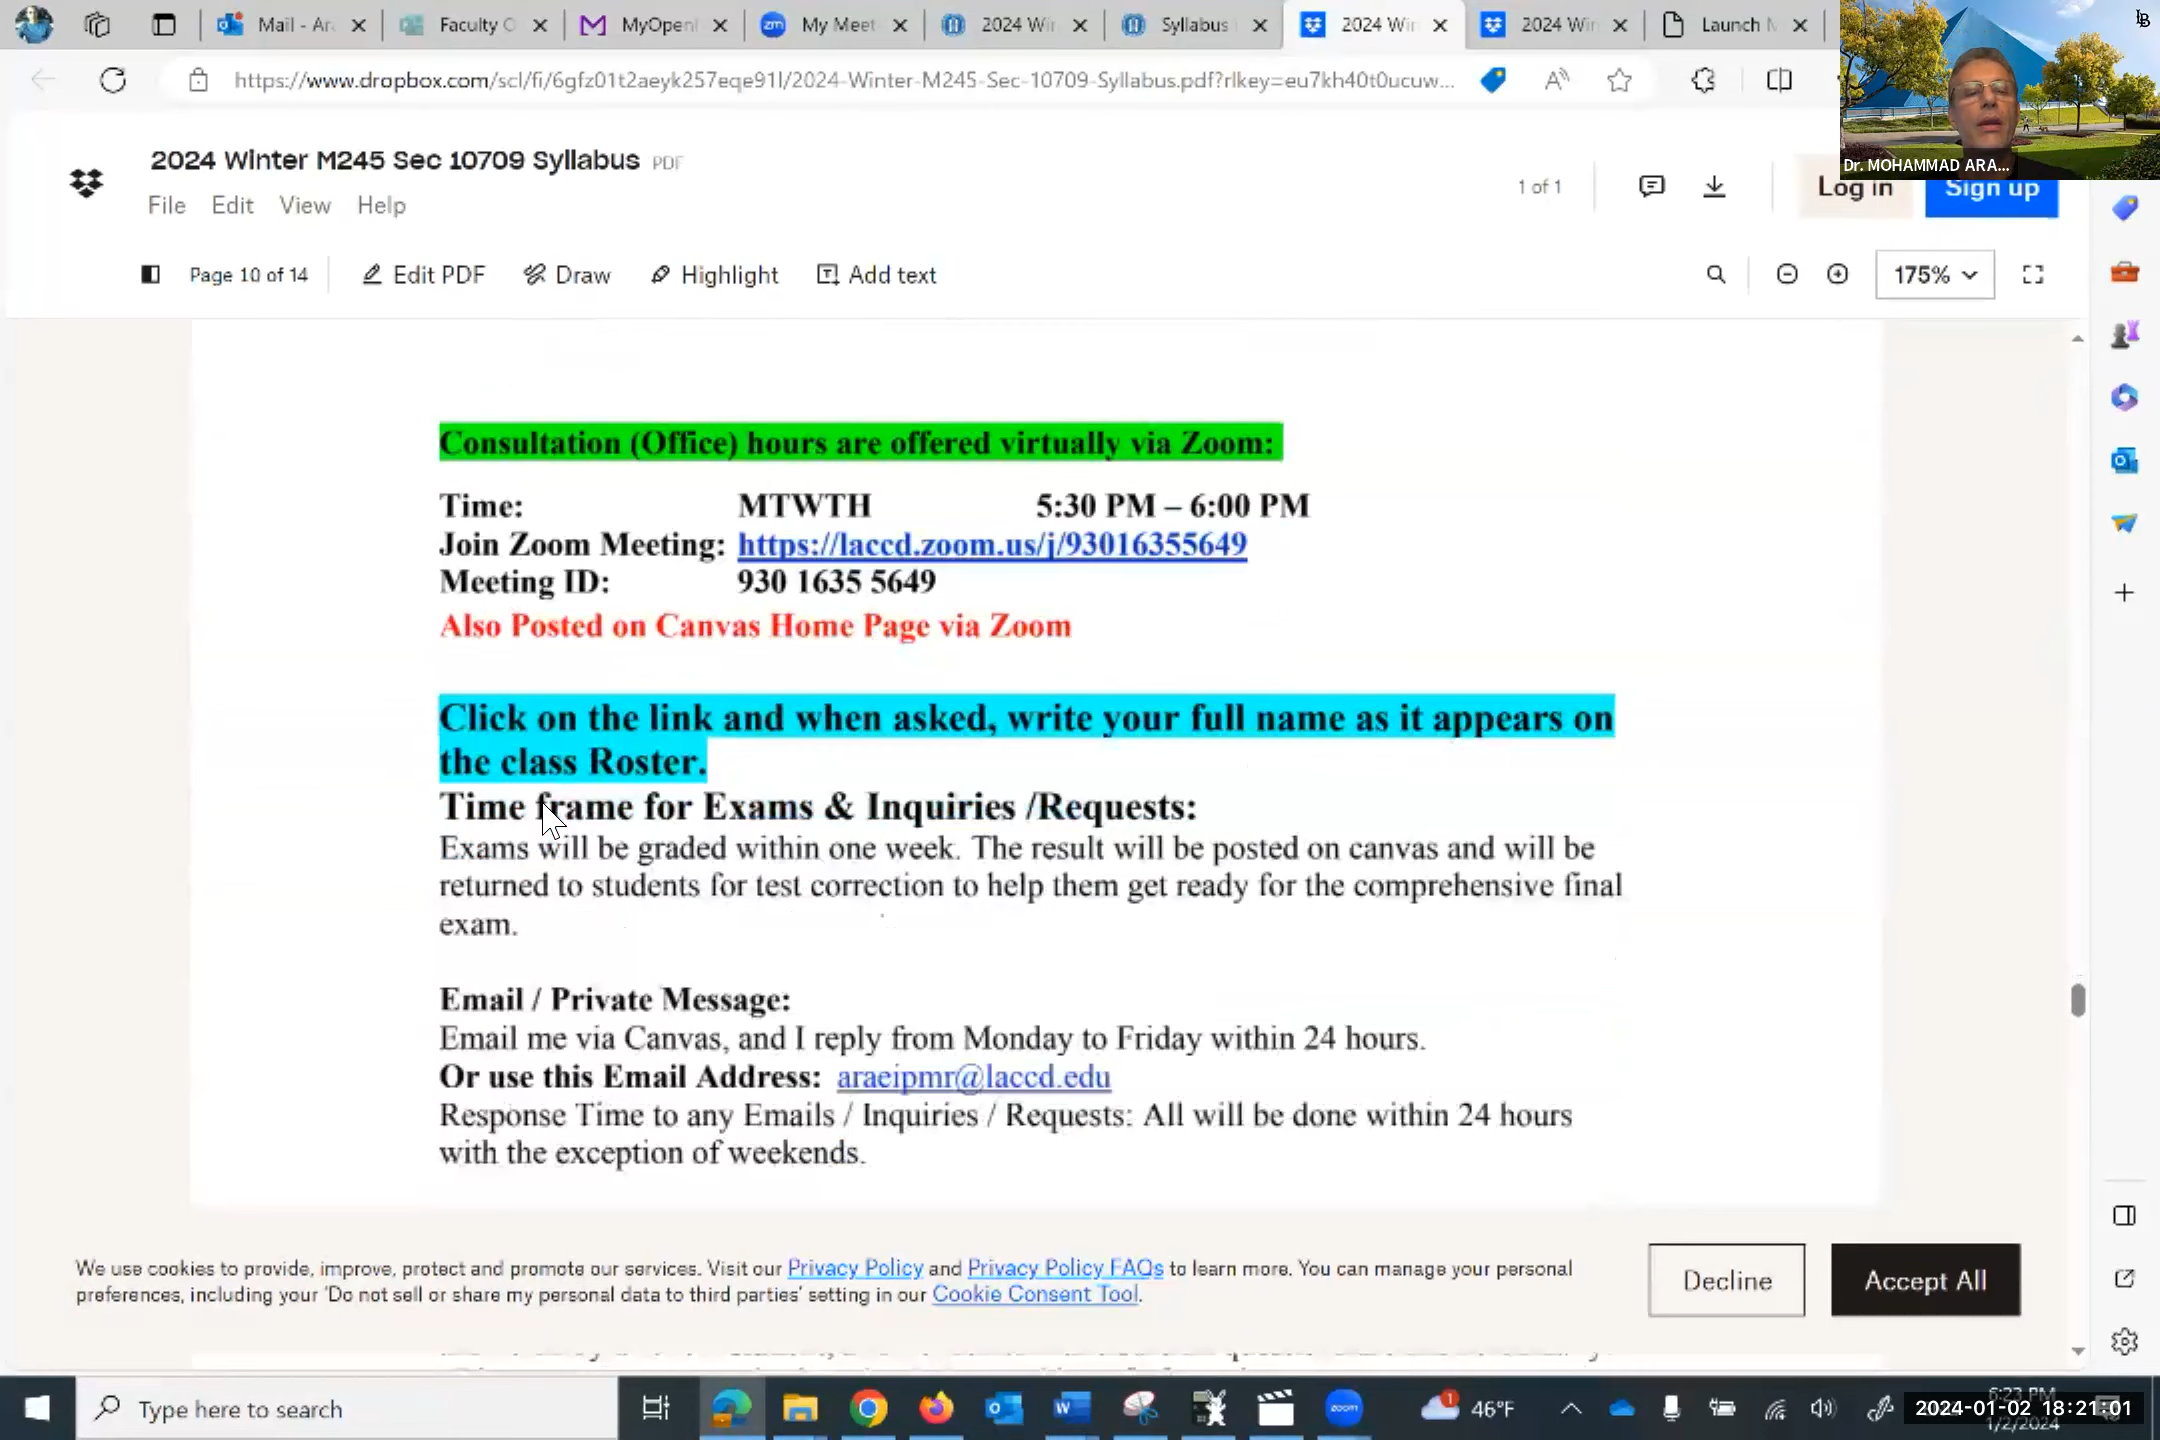 Mail - Ar
Faculty O
MyOpen
My Meet
2024 Win
Syllabus
2024 Win
2024 Win
Launch M
https://www.dropbox.com/scl/fi/6gfz01t2aeyk257eqe91l/2024-Winter-M245-Sec-10709-Syllabus.pdf?rlkey=eu7kh40t0ucuw...
Dr. MOHAMMAD ARA...
2024 Winter M245 Sec 10709 Syllabus PDF
File Edit View Help
1 of 1
Log in
Sign up
Page 10 of 14
Edit PDF
Draw
Highlight
Add text
175%
Consultation (Office) hours are offered virtually via Zoom:
Time: MTWTH 5:30 PM – 6:00 PM
Join Zoom Meeting: https://laccd.zoom.us/j/93016355649
Meeting ID: 930 1635 5649
Also Posted on Canvas Home Page via Zoom
Click on the link and when asked, write your full name as it appears on
the class Roster.
Time frame for Exams & Inquiries /Requests:
Exams will be graded within one week. The result will be posted on canvas and will be
returned to students for test correction to help them get ready for the comprehensive final
exam.
Email / Private Message:
Email me via Canvas, and I reply from Monday to Friday within 24 hours.
Or use this Email Address: araeipmr@laccd.edu
Response Time to any Emails / Inquiries / Requests: All will be done within 24 hours
with the exception of weekends.
We use cookies to provide, improve, protect and promote our services. Visit our Privacy Policy and Privacy Policy FAQs to learn more. You can manage your personal
preferences, including your 'Do not sell or share my personal data to third parties' setting in our Cookie Consent Tool.
Decline
Accept All
Type here to search
zoom
1
46°F
6:23 PM
2024-01-02 18:21:01
1/2/2024